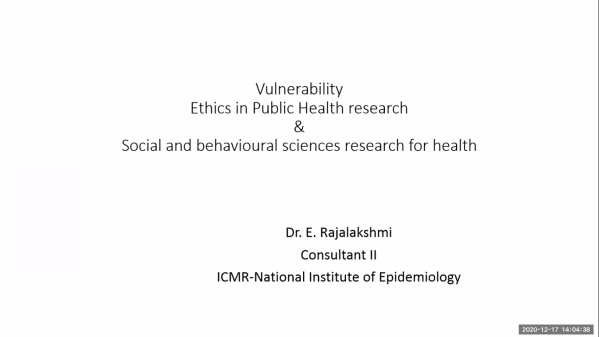 Vulnerability
Ethics in Public Health research
&
Social and behavioural sciences research for health
Dr. E. Rajalakshmi
Consultant II
ICMR-National Institute of Epidemiology
2020-12-17 14:04:38